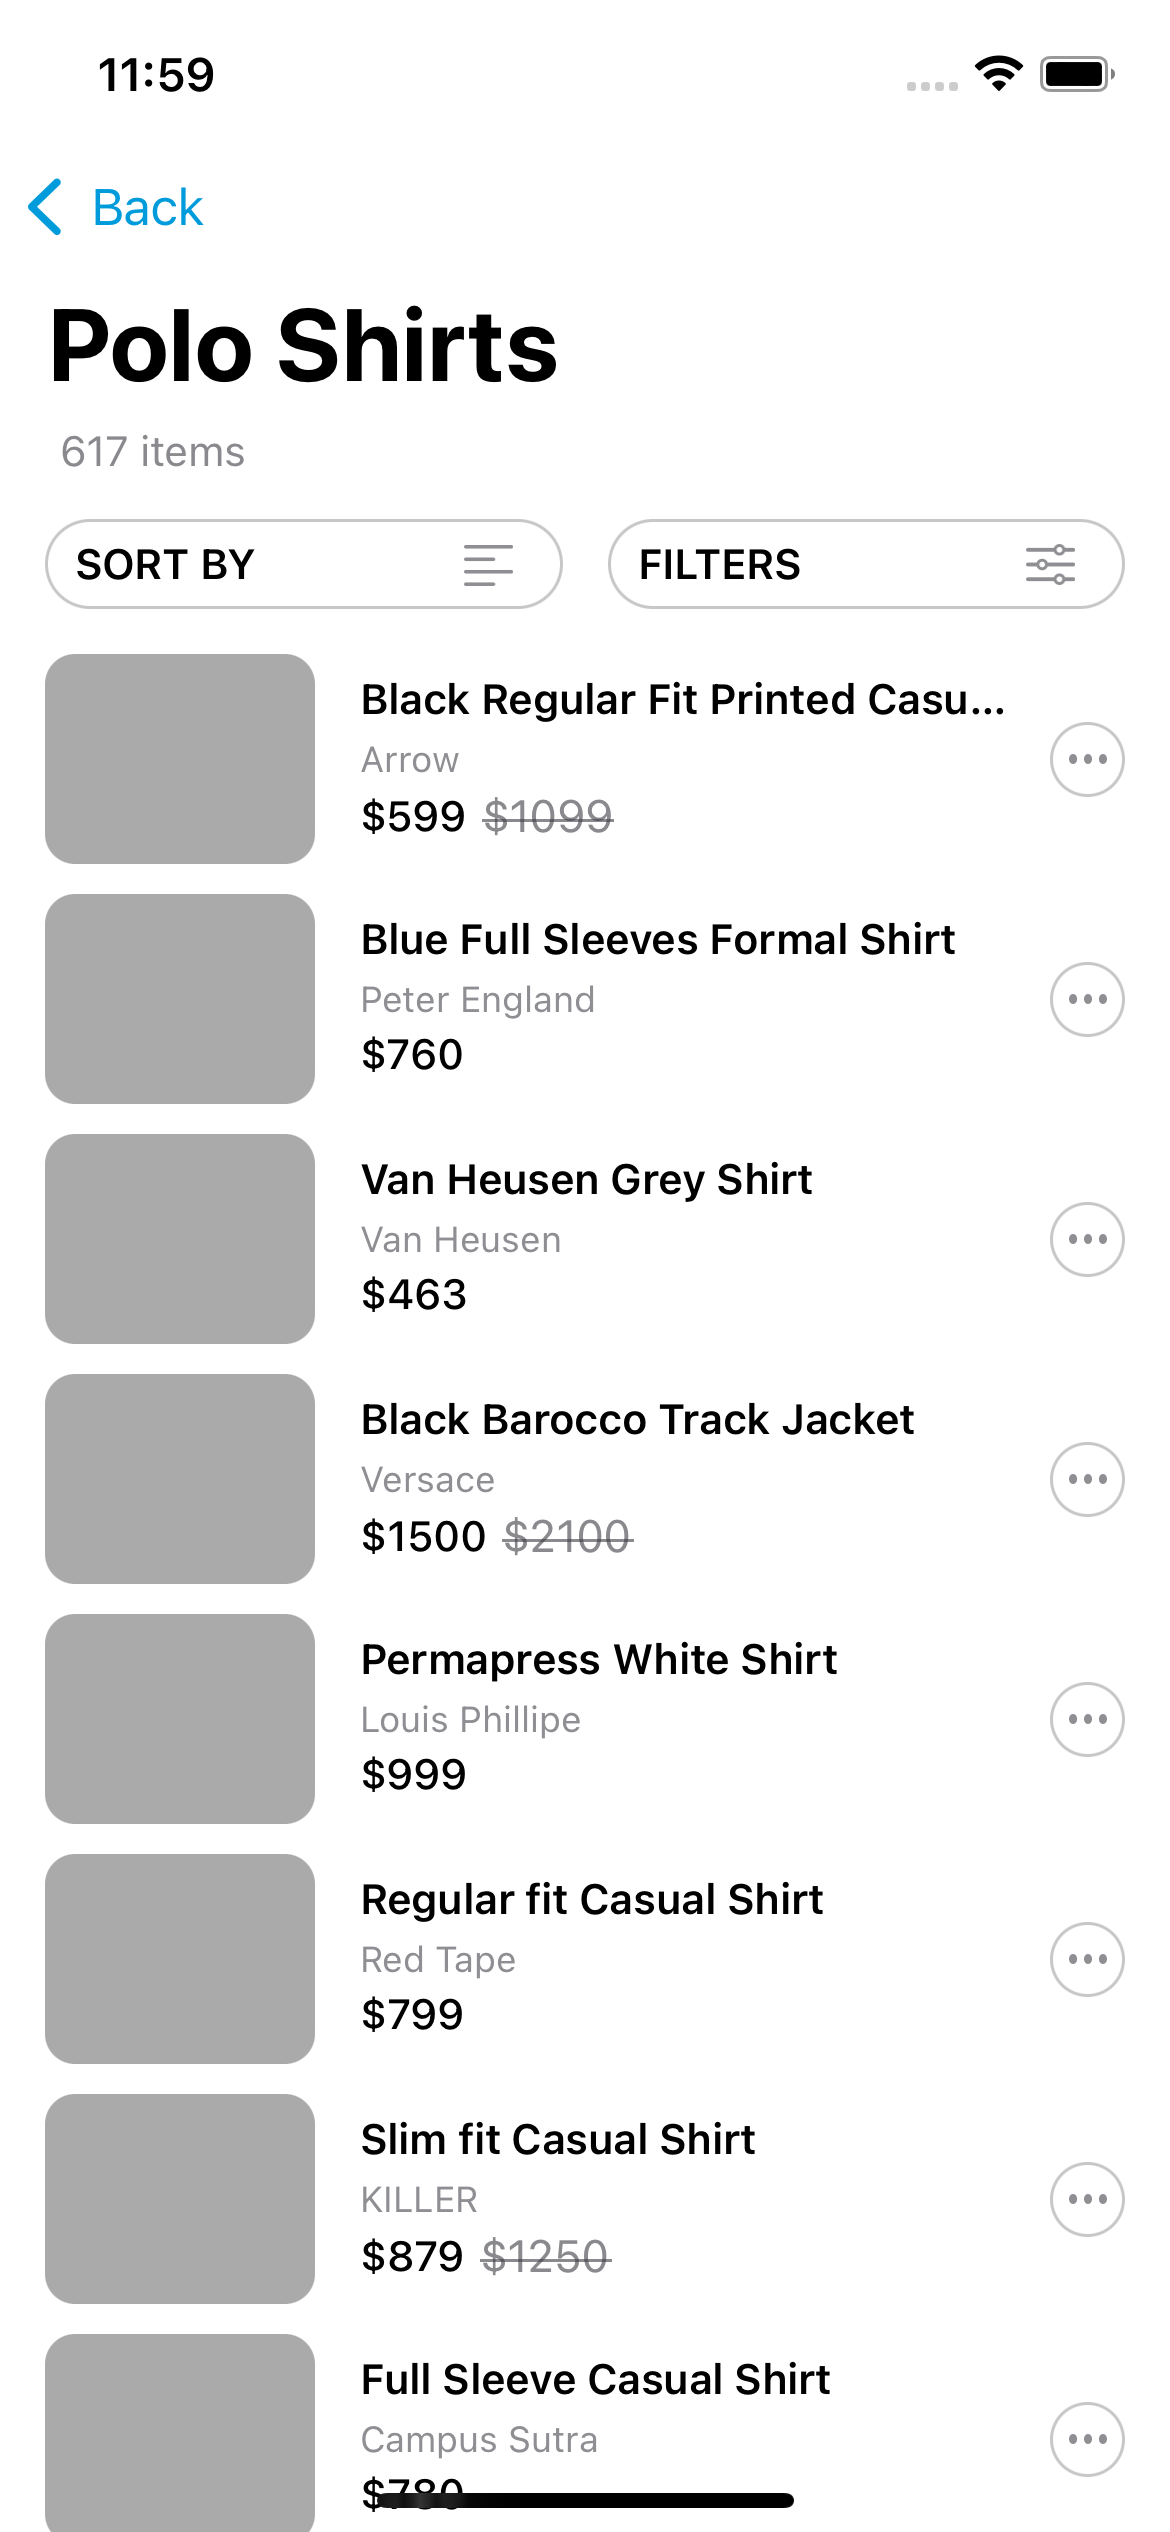 11:59
Back
Polo Shirts
617 items
SORT BY
FILTERS
Black Regular Fit Printed Casu...
Arrow
$599 $1099
Blue Full Sleeves Formal Shirt
Peter England
$760
Van Heusen Grey Shirt
Van Heusen
$463
Black Barocco Track Jacket
Versace
$1500 $2100
Permapress White Shirt
Louis Phillipe
$999
Regular fit Casual Shirt
Red Tape
$799
Slim fit Casual Shirt
KILLER
$879 $1250
Full Sleeve Casual Shirt
Campus Sutra
$780